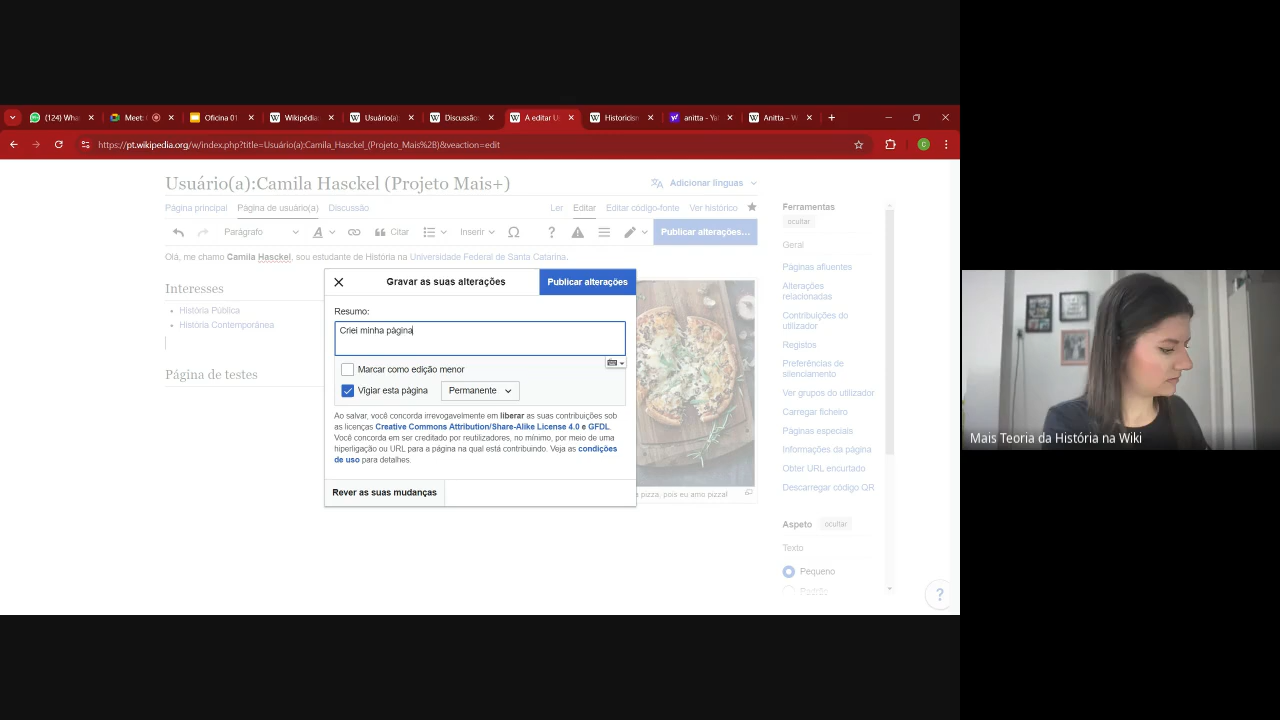 (124) Wha
Meet:
Oficina 01
Wikipédia
Usuário(a):
Discussão
A editar Us
Historicism
anitta - Ya
Anitta – W
https://pt.wikipedia.org/w/index.php?title=Usuário(a):Camila_Hasckel_(Projeto_Mais%2B)&veaction=edit
C
Usuário(a):Camila Hasckel (Projeto Mais+)
Adicionar línguas
Página principal
Página de usuário(a)
Discussão
Ler
Editar
Editar código-fonte
Ver histórico
Parágrafo
A
Citar
Inserir
Ω
?
Publicar alterações...
Olá, me chamo Camila Hasckel, sou estudante de História na Universidade Federal de Santa Catarina.
Interesses
História Pública
História Contemporânea
Página de testes
a pizza, pois eu amo pizza!
Gravar as suas alterações
Publicar alterações
Resumo:
Criei minha página
Marcar como edição menor
Vigiar esta página
Permanente
Ao salvar, você concorda irrevogavelmente em liberar as suas contribuições sob
as licenças Creative Commons Attribution/Share-Alike License 4.0 e GFDL.
Você concorda em ser creditado por reutilizadores, no mínimo, por meio de uma
hiperligação ou URL para a página na qual está contribuindo. Veja as condições
de uso para detalhes.
Rever as suas mudanças
Ferramentas
ocultar
Geral
Páginas afluentes
Alterações
relacionadas
Contribuições do
utilizador
Registos
Preferências de
silenciamento
Ver grupos do utilizador
Carregar ficheiro
Páginas especiais
Informações da página
Obter URL encurtado
Descarregar código QR
Aspeto
ocultar
Texto
Pequeno
Padrão
?
Mais Teoria da História na Wiki